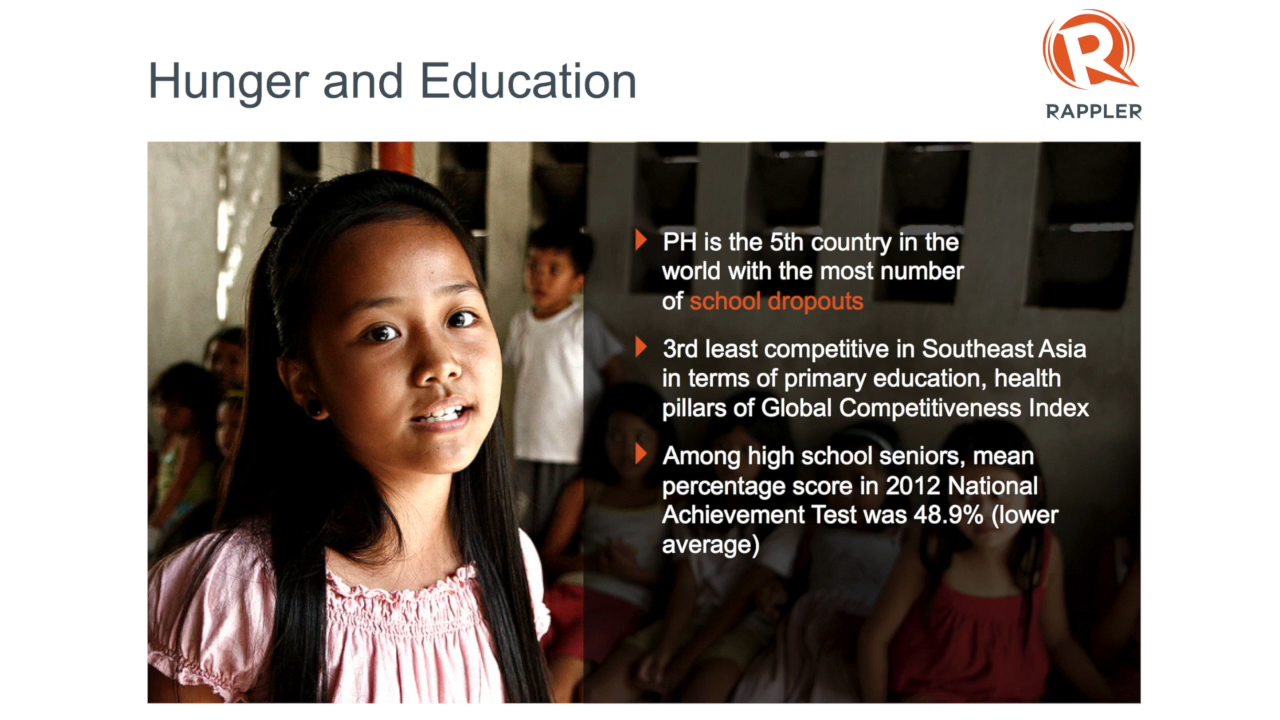 Hunger and Education
RAPPLER
PH is the 5th country in the
world with the most number
of school dropouts
3rd least competitive in Southeast Asia
in terms of primary education, health
pillars of Global Competitiveness Index
Among high school seniors, mean
percentage score in 2012 National
Achievement Test was 48.9% (lower
average)